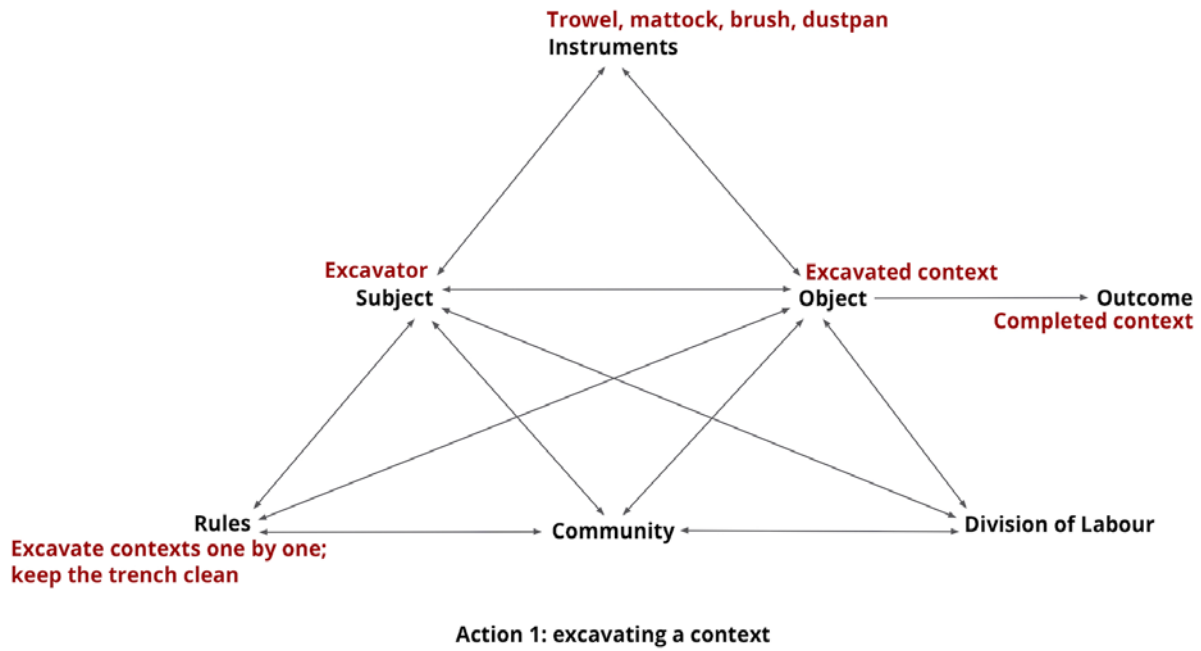 Trowel, mattock, brush, dustpan
Instruments
Excavator
Subject
Excavated context
Object
Outcome
Completed context
Rules
Excavate contexts one by one;
keep the trench clean
Community
Division of Labour
Action 1: excavating a context